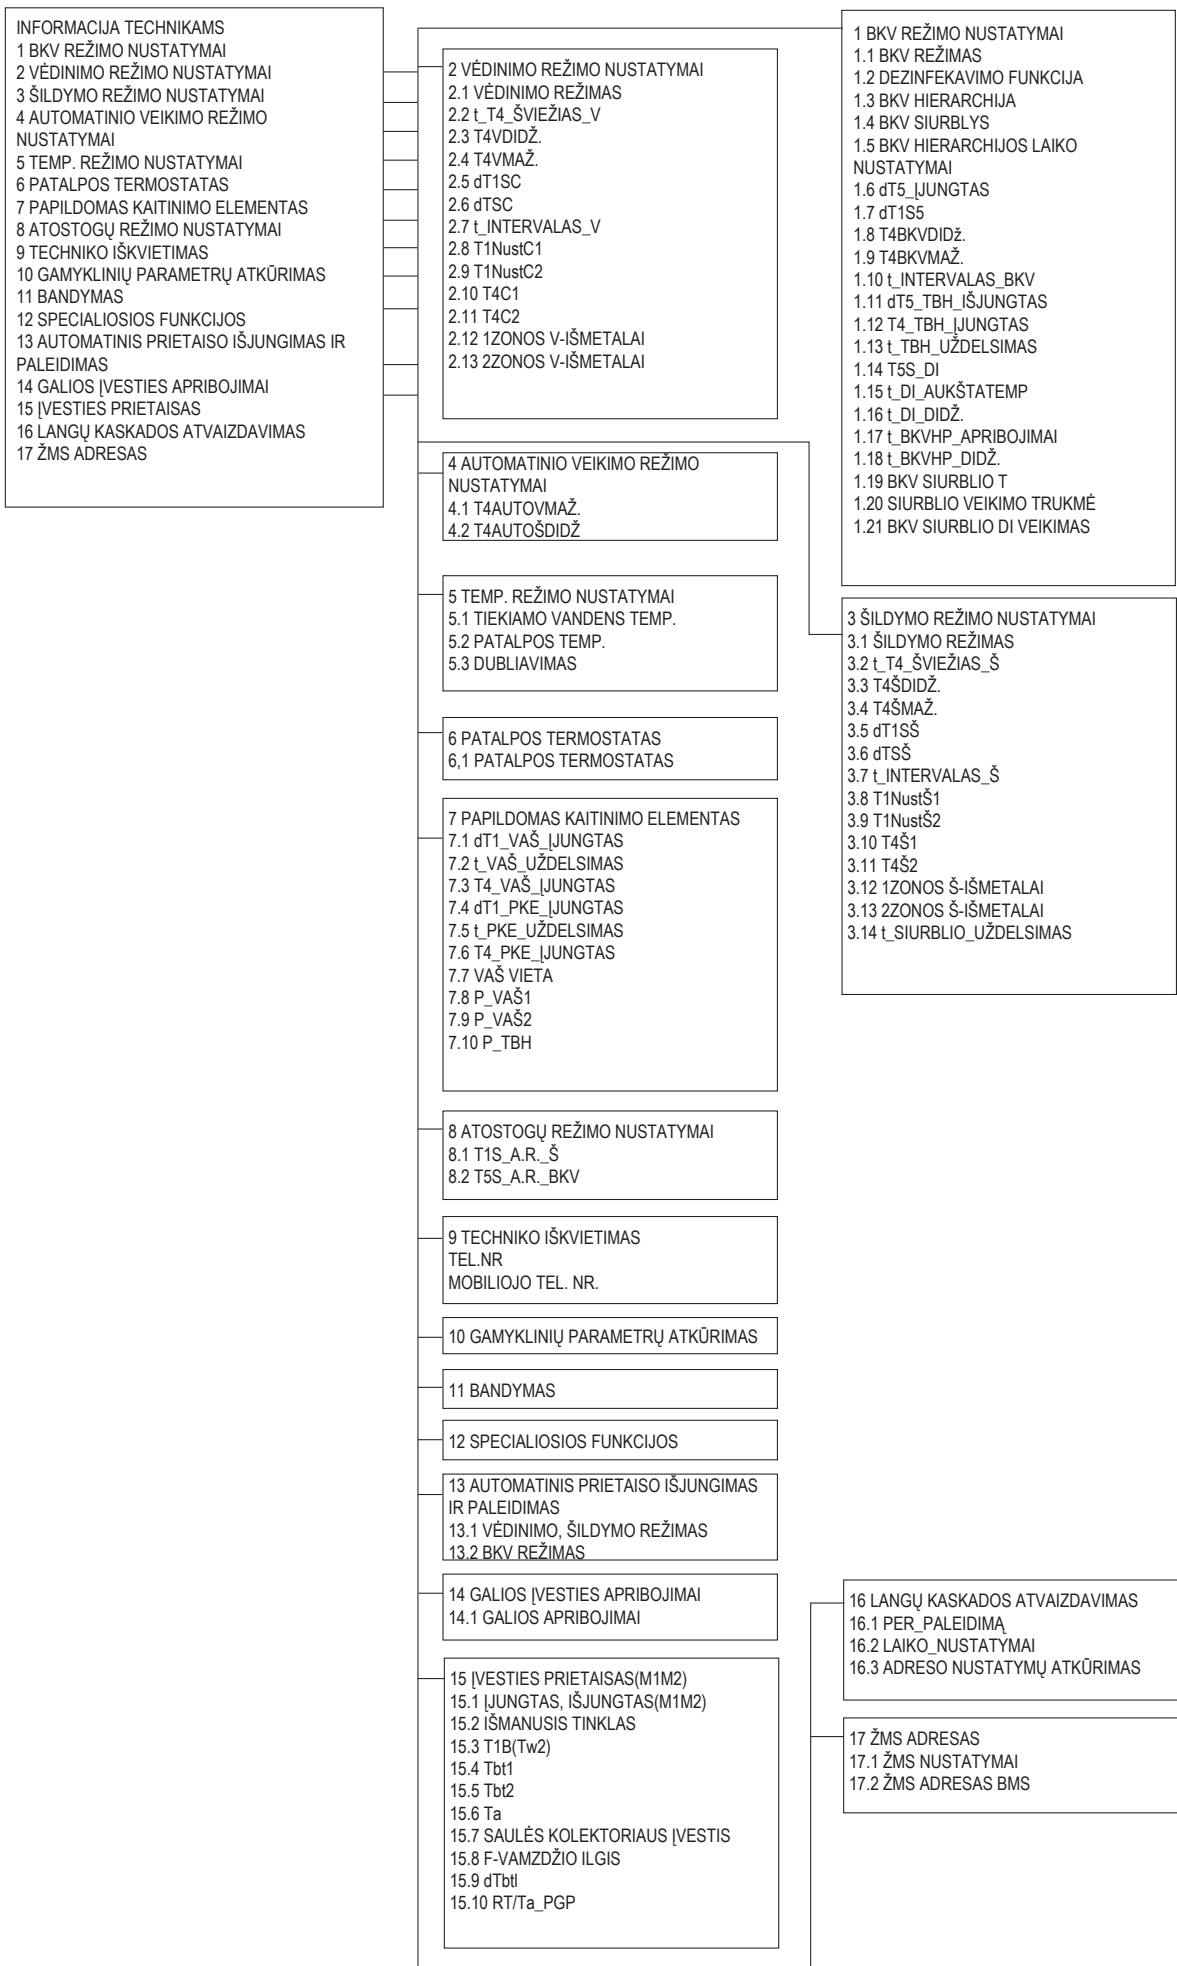 INFORMACIJA TECHNIKAMS
1 BKV REŽIMO NUSTATYMAI
2 VĖDINIMO REŽIMO NUSTATYMAI
3 ŠILDYMO REŽIMO NUSTATYMAI
4 AUTOMATINIO VEIKIMO REŽIMO
NUSTATYMAI
5 TEMP. REŽIMO NUSTATYMAI
6 PATALPOS TERMOSTATAS
7 PAPILDOMAS KAITINIMO ELEMENTAS
8 ATOSTOGŲ REŽIMO NUSTATYMAI
9 TECHNIKO IŠKVIETIMAS
10 GAMYKLINIŲ PARAMETRŲ ATKŪRIMAS
11 BANDYMAS
12 SPECIALIOSIOS FUNKCIJOS
13 AUTOMATINIS PRIETAISO IŠJUNGIMAS IR
PALEIDIMAS
14 GALIOS ĮVESTIES APRIBOJIMAI
15 ĮVESTIES PRIETAISAS
16 LANGŲ KASKADOS ATVAIZDAVIMAS
17 ŽMS ADRESAS
1 BKV REŽIMO NUSTATYMAI
1.1 BKV REŽIMAS
1.2 DEZINFEKAVIMO FUNKCIJA
1.3 BKV HIERARCHIJA
1.4 BKV SIURBLYS
1.5 BKV HIERARCHIJOS LAIKO
NUSTATYMAI
1.6 dT5_ĮJUNGTAS
1.7 dT1S5
1.8 T4BKVDIDž.
1.9 T4BKVMAŽ.
1.10 t_INTERVALAS_BKV
1.11 dT5_TBH_IŠJUNGTAS
1.12 T4_TBH_ĮJUNGTAS
1.13 t_TBH_UŽDELSIMAS
1.14 T5S_DI
1.15 t_DI_AUKŠTATEMP
1.16 t_DI_DIDŽ.
1.17 t_BKVHP_APRIBOJIMAI
1.18 t_BKVHP_DIDŽ.
1.19 BKV SIURBLIO T
1.20 SIURBLIO VEIKIMO TRUKMĖ
1.21 BKV SIURBLIO DI VEIKIMAS
2 VĖDINIMO REŽIMO NUSTATYMAI
2.1 VĖDINIMO REŽIMAS
2.2 t_T4_ŠVIEŽIAS_V
2.3 T4VDIDŽ.
2.4 T4VMAŽ.
2.5 dT1SC
2.6 dTSC
2.7 t_INTERVALAS_V
2.8 T1NustC1
2.9 T1NustC2
2.10 T4C1
2.11 T4C2
2.12 1ZONOS V-IŠMETALAI
2.13 2ZONOS V-IŠMETALAI
3 ŠILDYMO REŽIMO NUSTATYMAI
3.1 ŠILDYMO REŽIMAS
3.2 t_T4_ŠVIEŽIAS_Š
3.3 T4ŠDIDŽ.
3.4 T4ŠMAŽ.
3.5 dT1SŠ
3.6 dTSŠ
3.7 t_INTERVALAS_Š
3.8 T1NustŠ1
3.9 T1NustŠ2
3.10 T4Š1
3.11 T4Š2
3.12 1ZONOS Š-IŠMETALAI
3.13 2ZONOS Š-IŠMETALAI
3.14 t_SIURBLIO_UŽDELSIMAS
4 AUTOMATINIO VEIKIMO REŽIMO
NUSTATYMAI
4.1 T4AUTOVMAŽ.
4.2 T4AUTOŠDIDŽ
5 TEMP. REŽIMO NUSTATYMAI
5.1 TIEKIAMO VANDENS TEMP.
5.2 PATALPOS TEMP.
5.3 DUBLIAVIMAS
6 PATALPOS TERMOSTATAS
6,1 PATALPOS TERMOSTATAS
7 PAPILDOMAS KAITINIMO ELEMENTAS
7.1 dT1_VAŠ_ĮJUNGTAS
7.2 t_VAŠ_UŽDELSIMAS
7.3 T4_VAŠ_ĮJUNGTAS
7.4 dT1_PKE_ĮJUNGTAS
7.5 t_PKE_UŽDELSIMAS
7.6 T4_PKE_ĮJUNGTAS
7.7 VAŠ VIETA
7.8 P_VAŠ1
7.9 P_VAŠ2
7.10 P_TBH
8 ATOSTOGŲ REŽIMO NUSTATYMAI
8.1 T1S_A.R._Š
8.2 T5S_A.R._BKV
9 TECHNIKO IŠKVIETIMAS
TEL.NR
MOBILIOJO TEL. NR.
10 GAMYKLINIŲ PARAMETRŲ ATKŪRIMAS
11 BANDYMAS
12 SPECIALIOSIOS FUNKCIJOS
13 AUTOMATINIS PRIETAISO IŠJUNGIMAS
IR PALEIDIMAS
13.1 VĖDINIMO, ŠILDYMO REŽIMAS
13.2 BKV REŽIMAS
14 GALIOS ĮVESTIES APRIBOJIMAI
14.1 GALIOS APRIBOJIMAI
15 ĮVESTIES PRIETAISAS(M1M2)
15.1 ĮJUNGTAS, IŠJUNGTAS(M1M2)
15.2 IŠMANUSIS TINKLAS
15.3 T1B(Tw2)
15.4 Tbt1
15.5 Tbt2
15.6 Ta
15.7 SAULĖS KOLEKTORIAUS ĮVESTIS
15.8 F-VAMZDŽIO ILGIS
15.9 dTbtl
15.10 RT/Ta_PGP
16 LANGŲ KASKADOS ATVAIZDAVIMAS
16.1 PER_PALEIDIMĄ
16.2 LAIKO_NUSTATYMAI
16.3 ADRESO NUSTATYMŲ ATKŪRIMAS
17 ŽMS ADRESAS
17.1 ŽMS NUSTATYMAI
17.2 ŽMS ADRESAS BMS